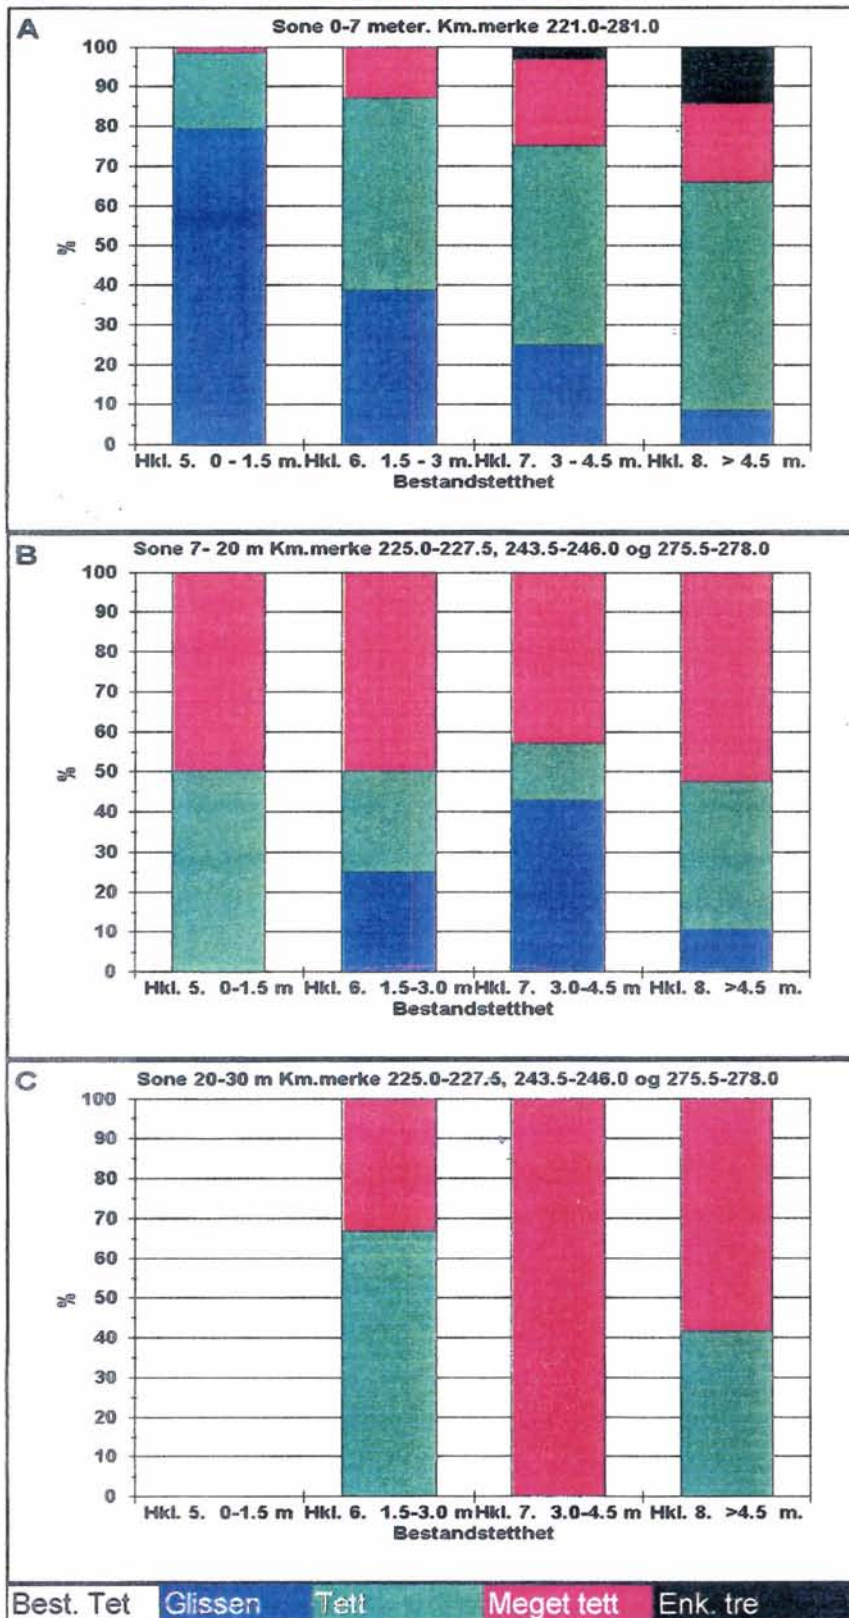 A
Sone 0-7 meter. Km.merke 221.0-281.0
100
90
80
70
60
50
40
30
20
10
0
%
Hkl. 5. 0 - 1.5 m. Hkl. 6. 1.5 - 3 m. Hkl. 7. 3 - 4.5 m. Hkl. 8. > 4.5 m.
Bestandstetthet
B
Sone 7- 20 m Km.merke 225.0-227.5, 243.5-246.0 og 275.5-278.0
100
90
80
70
60
50
40
30
20
10
0
%
Hkl. 5. 0-1.5 m Hkl. 6. 1.5-3.0 m Hkl. 7. 3.0-4.5 m Hkl. 8. >4.5 m.
Bestandstetthet
C
Sone 20-30 m Km.merke 225.0-227.5, 243.5-246.0 og 275.5-278.0
100
90
80
70
60
50
40
30
20
10
0
%
Hkl. 5. 0-1.5 m Hkl. 6. 1.5-3.0 m Hkl. 7. 3.0-4.5 m Hkl. 8. >4.5 m.
Bestandstetthet
Best. Tet Glissen Tett Meget tett Enk. tre